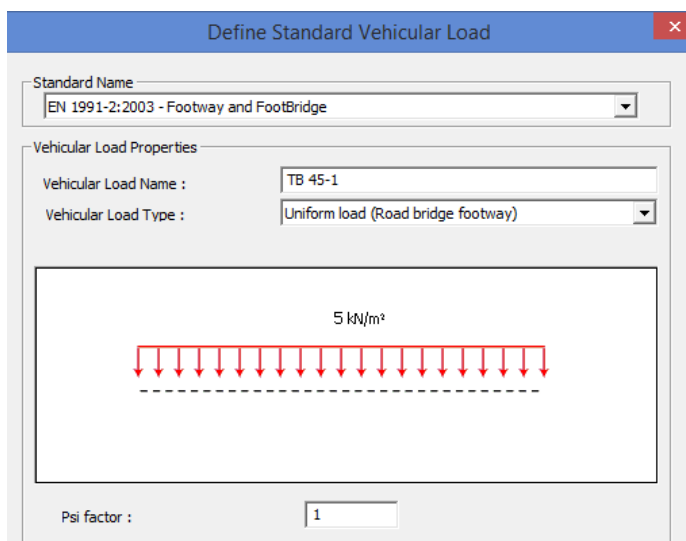 Define Standard Vehicular Load
Standard Name
EN 1991-2:2003 - Footway and FootBridge
Vehicular Load Properties
Vehicular Load Name : TB 45-1
Vehicular Load Type : Uniform load (Road bridge footway)
5 kN/m²
Psi factor : 1